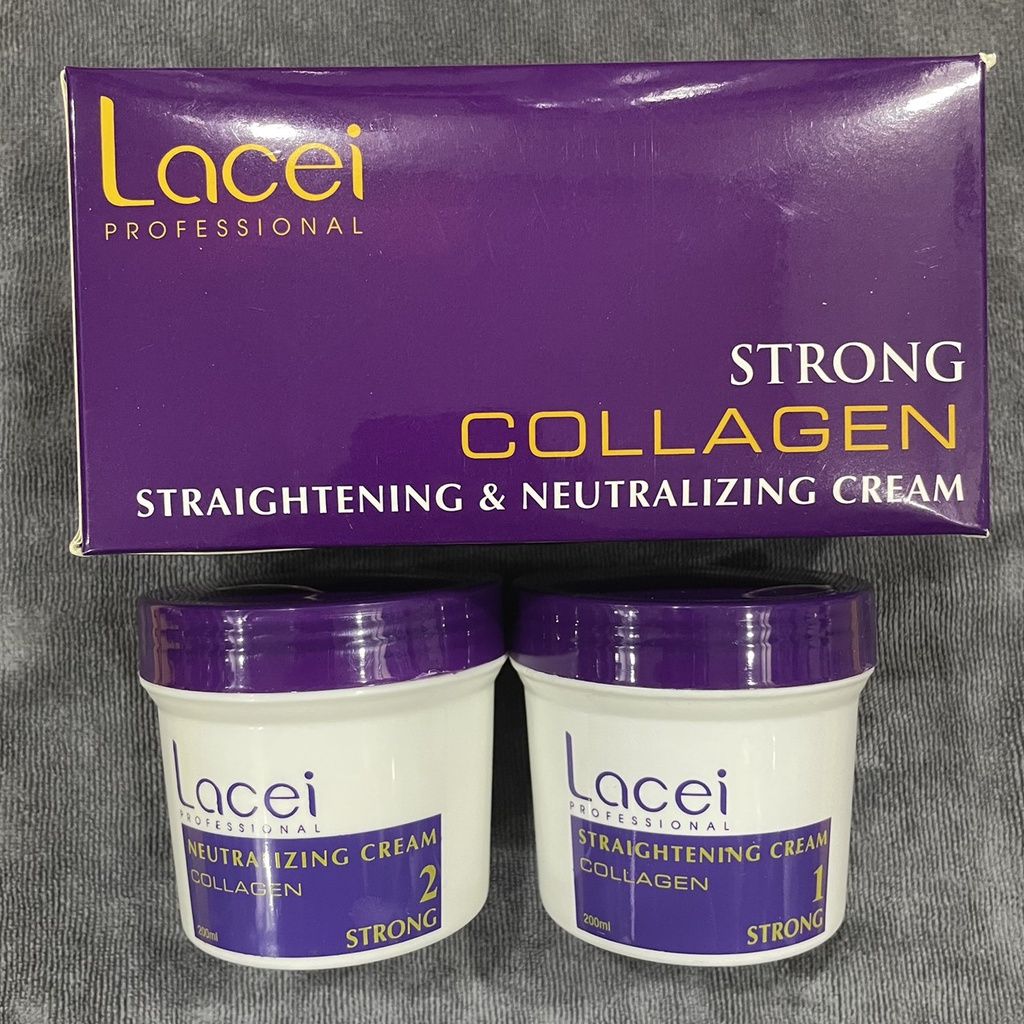 Lacei
PROFESSIONAL
STRONG
COLLAGEN
STRAIGHTENING & NEUTRALIZING CREAM
Lacei
PROFESSIONAL
NEUTRALIZING CREAM
COLLAGEN
2
200ml
STRONG
Lacei
PROFESSIONAL
STRAIGHTENING CREAM
COLLAGEN
1
200ml
STRONG